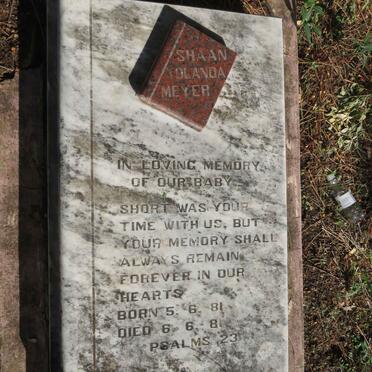 SHAAN
YOLANDA
MEYER
IN LOVING MEMORY
OF OUR BABY
SHORT WAS YOUR
TIME WITH US, BUT
YOUR MEMORY SHALL
ALWAYS REMAIN
FOREVER IN OUR
HEARTS
BORN 5. 6. 81
DIED 6. 6. 81
PSALMS 23